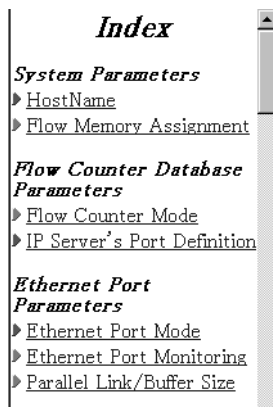 Index
System Parameters
HostName
Flow Memory Assignment
Flow Counter Database
Parameters
Flow Counter Mode
IP Server's Port Definition
Ethernet Port
Parameters
Ethernet Port Mode
Ethernet Port Monitoring
Parallel Link/Buffer Size